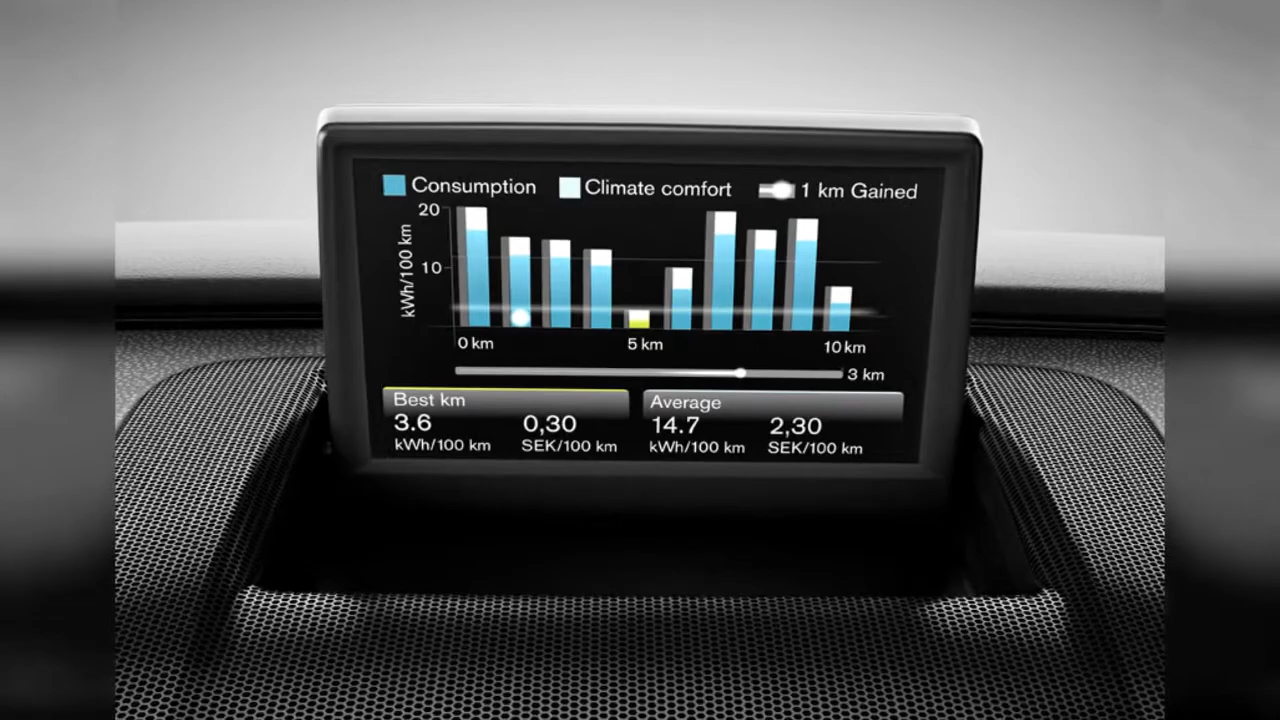 Consumption Climate comfort 1 km Gained
20
kWh/100 km
10
0 km 5 km 10 km
3 km
Best km Average
3.6 0,30 14.7 2,30
kWh/100 km SEK/100 km kWh/100 km SEK/100 km